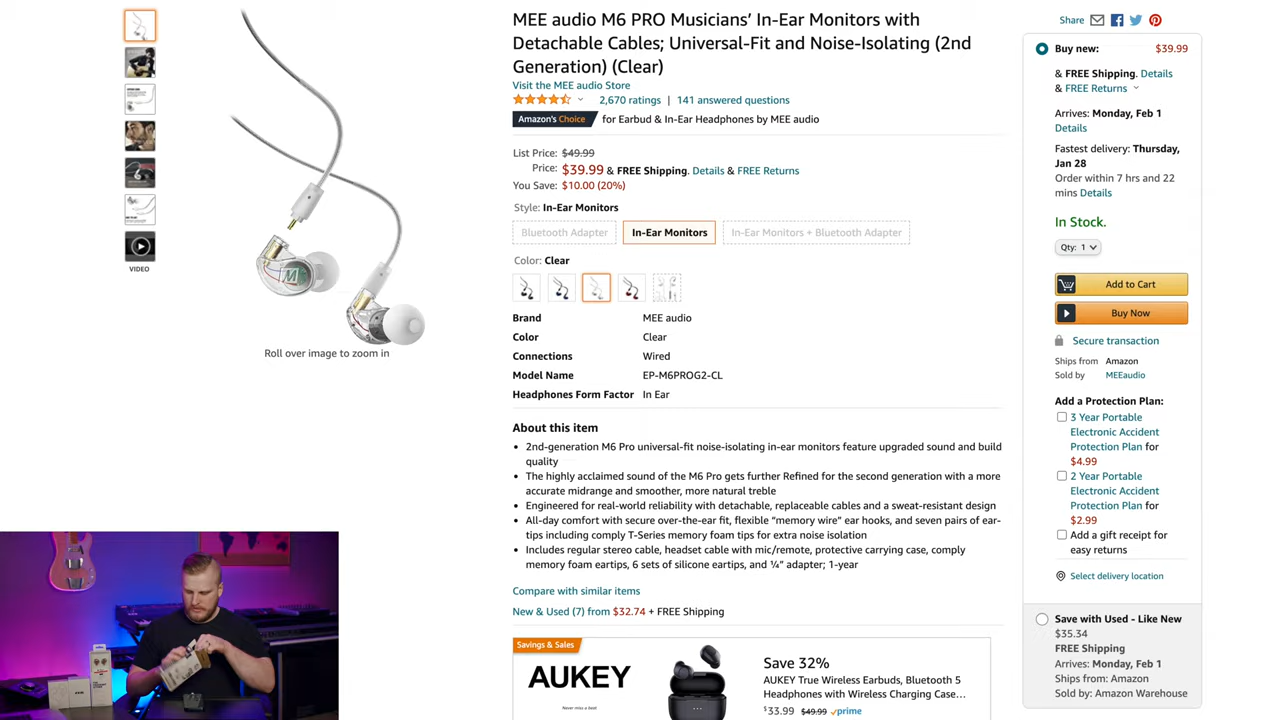 VIDEO
M
Roll over image to zoom in
MEE audio M6 PRO Musicians’ In-Ear Monitors with
Detachable Cables; Universal-Fit and Noise-Isolating (2nd
Generation) (Clear)
Visit the MEE audio Store
2,670 ratings | 141 answered questions
Amazon's Choice for Earbud & In-Ear Headphones by MEE audio
List Price: $49.99
Price: $39.99 & FREE Shipping. Details & FREE Returns
You Save: $10.00 (20%)
Style: In-Ear Monitors
Bluetooth Adapter In-Ear Monitors In-Ear Monitors + Bluetooth Adapter
Color: Clear
Brand MEE audio
Color Clear
Connections Wired
Model Name EP-M6PROG2-CL
Headphones Form Factor In Ear
About this item
• 2nd-generation M6 Pro universal-fit noise-isolating in-ear monitors feature upgraded sound and build
quality
• The highly acclaimed sound of the M6 Pro gets further Refined for the second generation with a more
accurate midrange and smoother, more natural treble
• Engineered for real-world reliability with detachable, replaceable cables and a sweat-resistant design
• All-day comfort with secure over-the-ear fit, flexible “memory wire” ear hooks, and seven pairs of ear-
tips including comply T-Series memory foam tips for extra noise isolation
• Includes regular stereo cable, headset cable with mic/remote, protective carrying case, comply
memory foam eartips, 6 sets of silicone eartips, and ¼” adapter; 1-year
Compare with similar items
New & Used (7) from $32.74 + FREE Shipping
Savings & Sales
AUKEY
Never miss a beat
Save 32%
AUKEY True Wireless Earbuds, Bluetooth 5
Headphones with Wireless Charging Case…
$33.99 $49.99 prime
Share
Buy new: $39.99
& FREE Shipping. Details
& FREE Returns
Arrives: Monday, Feb 1
Details
Fastest delivery: Thursday,
Jan 28
Order within 7 hrs and 22
mins Details
In Stock.
Qty: 1
Add to Cart
Buy Now
Secure transaction
Ships from Amazon
Sold by MEEaudio
Add a Protection Plan:
3 Year Portable
Electronic Accident
Protection Plan for
$4.99
2 Year Portable
Electronic Accident
Protection Plan for
$2.99
Add a gift receipt for
easy returns
Select delivery location
Save with Used - Like New
$35.34
FREE Shipping
Arrives: Monday, Feb 1
Ships from: Amazon
Sold by: Amazon Warehouse